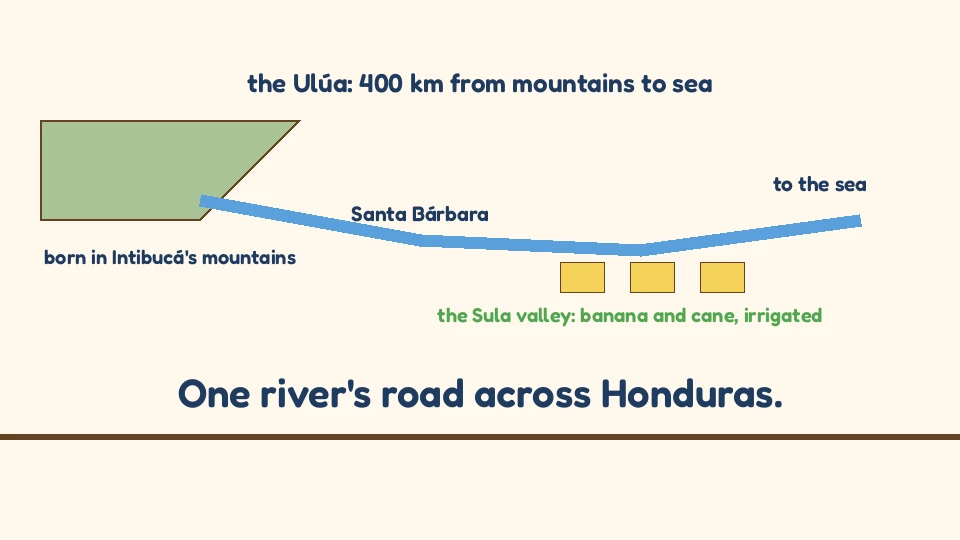 the Ulúa: 400 km from mountains to sea
to the sea
Santa Bárbara
born in Intibucá's mountains
the Sula valley: banana and cane, irrigated
One river's road across Honduras.